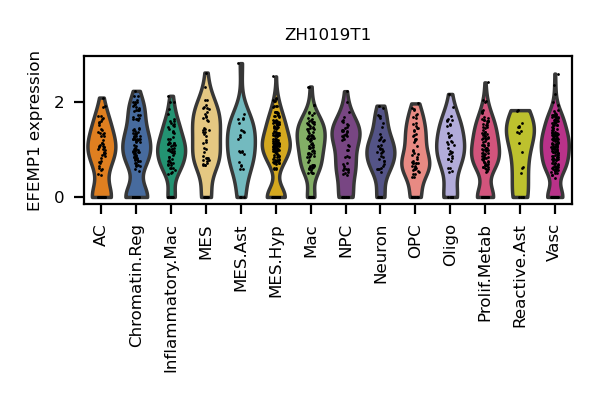 ZH1019T1
EFEMP1 expression
2
0
AC
Chromatin.Reg
Inflammatory.Mac
MES
MES.Ast
MES.Hyp
Mac
NPC
Neuron
OPC
Oligo
Prolif.Metab
Reactive.Ast
Vasc